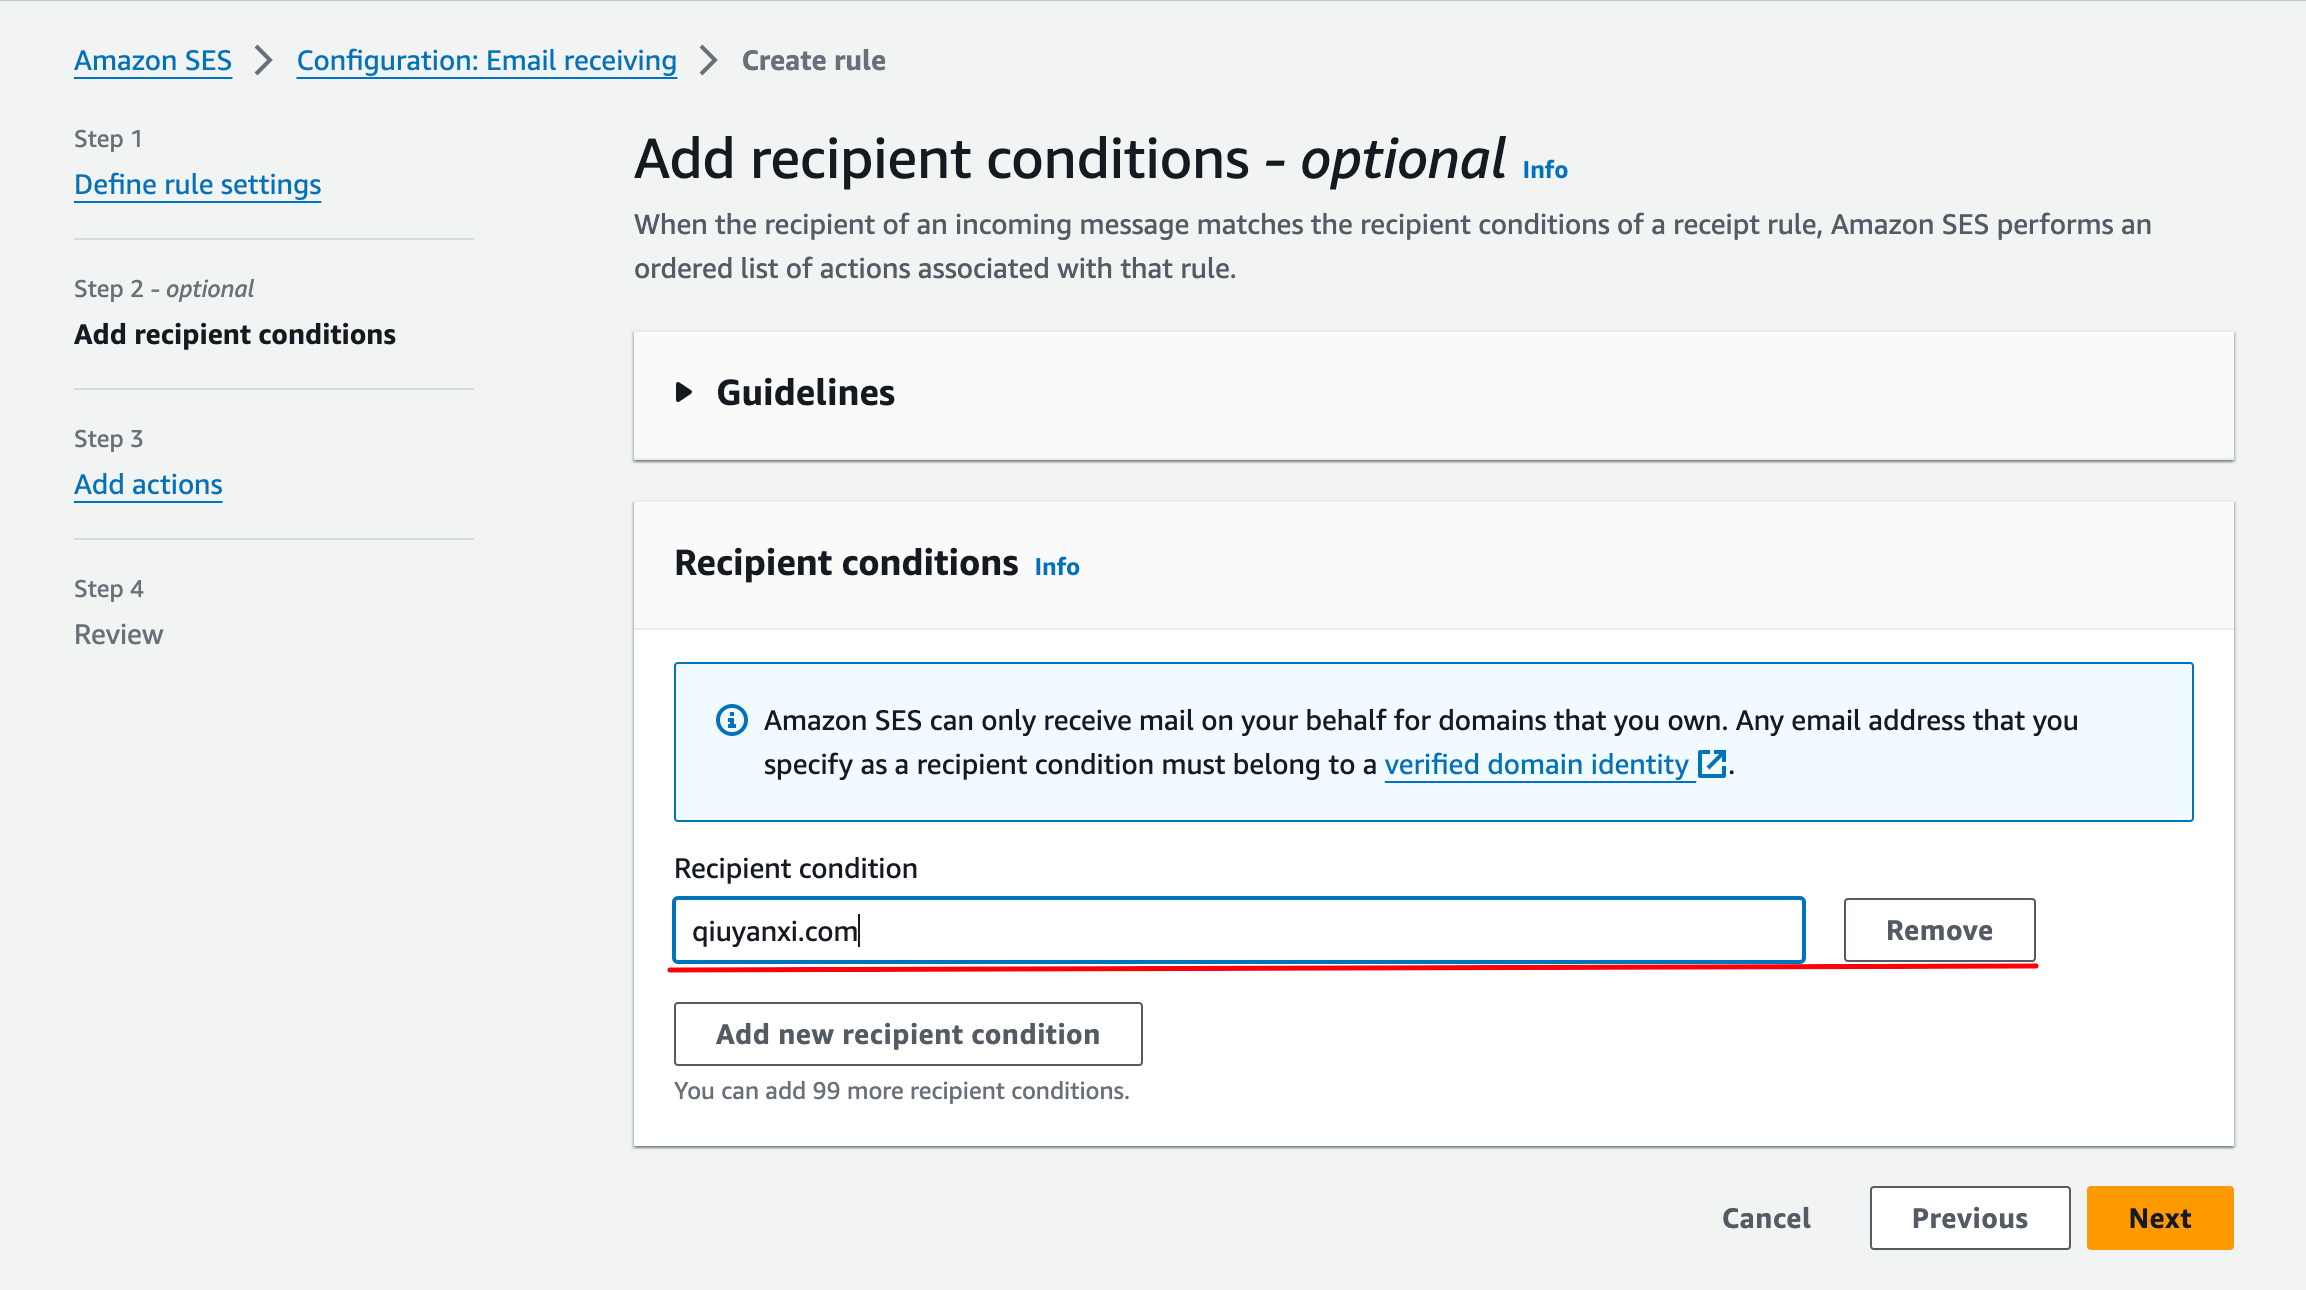 Amazon SES > Configuration: Email receiving > Create rule
Step 1
Define rule settings
Step 2 - optional
Add recipient conditions
Step 3
Add actions
Step 4
Review
Add recipient conditions - optional Info
When the recipient of an incoming message matches the recipient conditions of a receipt rule, Amazon SES performs an
ordered list of actions associated with that rule.
Guidelines
Recipient conditions Info
Amazon SES can only receive mail on your behalf for domains that you own. Any email address that you
specify as a recipient condition must belong to a verified domain identity.
Recipient condition
qiuyanxi.com
Remove
Add new recipient condition
You can add 99 more recipient conditions.
Cancel
Previous
Next